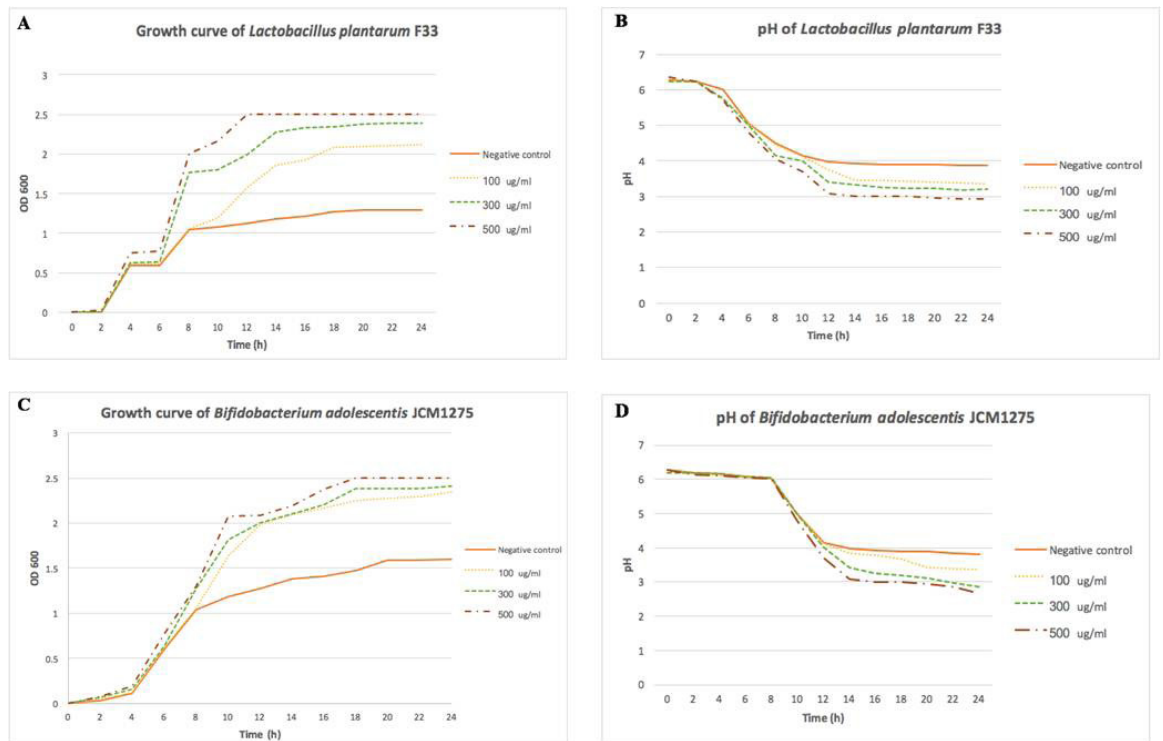 A
Growth curve of Lactobacillus plantarum F33
3
2.5
2
1.5
1
0.5
0
OD 600
0 2 4 6 8 10 12 14 16 18 20 22 24
Time (h)
Negative control
100 ug/ml
300 ug/ml
500 ug/ml
B
pH of Lactobacillus plantarum F33
7
6
5
4
3
2
1
0
pH
0 2 4 6 8 10 12 14 16 18 20 22 24
Time (h)
Negative control
100 ug/ml
300 ug/ml
500 ug/ml
C
Growth curve of Bifidobacterium adolescentis JCM1275
3
2.5
2
1.5
1
0.5
0
OD 600
0 2 4 6 8 10 12 14 16 18 20 22 24
Time (h)
Negative control
100 ug/ml
300 ug/ml
500 ug/ml
D
pH of Bifidobacterium adolescentis JCM1275
7
6
5
4
3
2
1
0
pH
0 2 4 6 8 10 12 14 16 18 20 22 24
Time (h)
Negative control
100 ug/ml
300 ug/ml
500 ug/ml